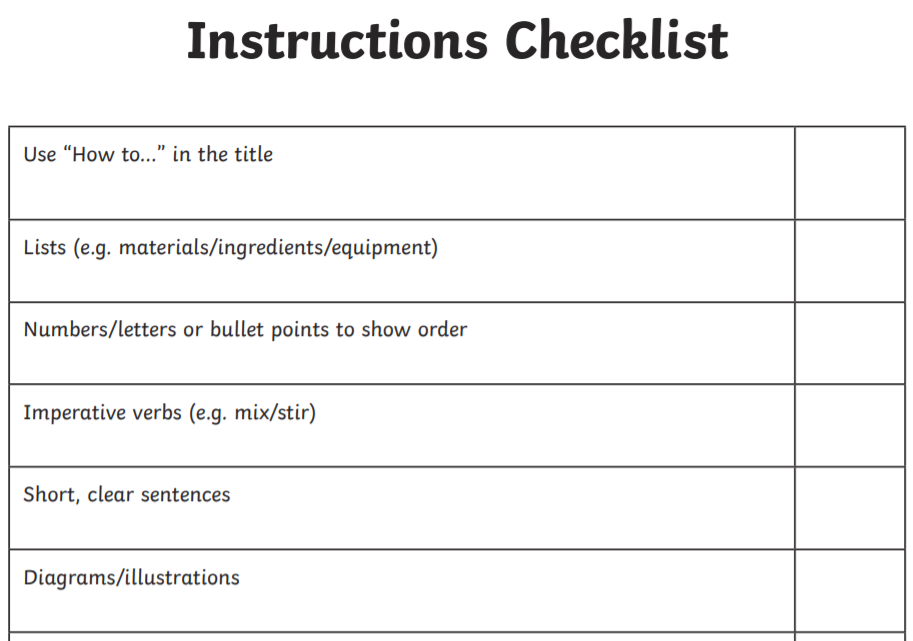 Instructions Checklist
Use “How to...” in the title
Lists (e.g. materials/ingredients/equipment)
Numbers/letters or bullet points to show order
Imperative verbs (e.g. mix/stir)
Short, clear sentences
Diagrams/illustrations